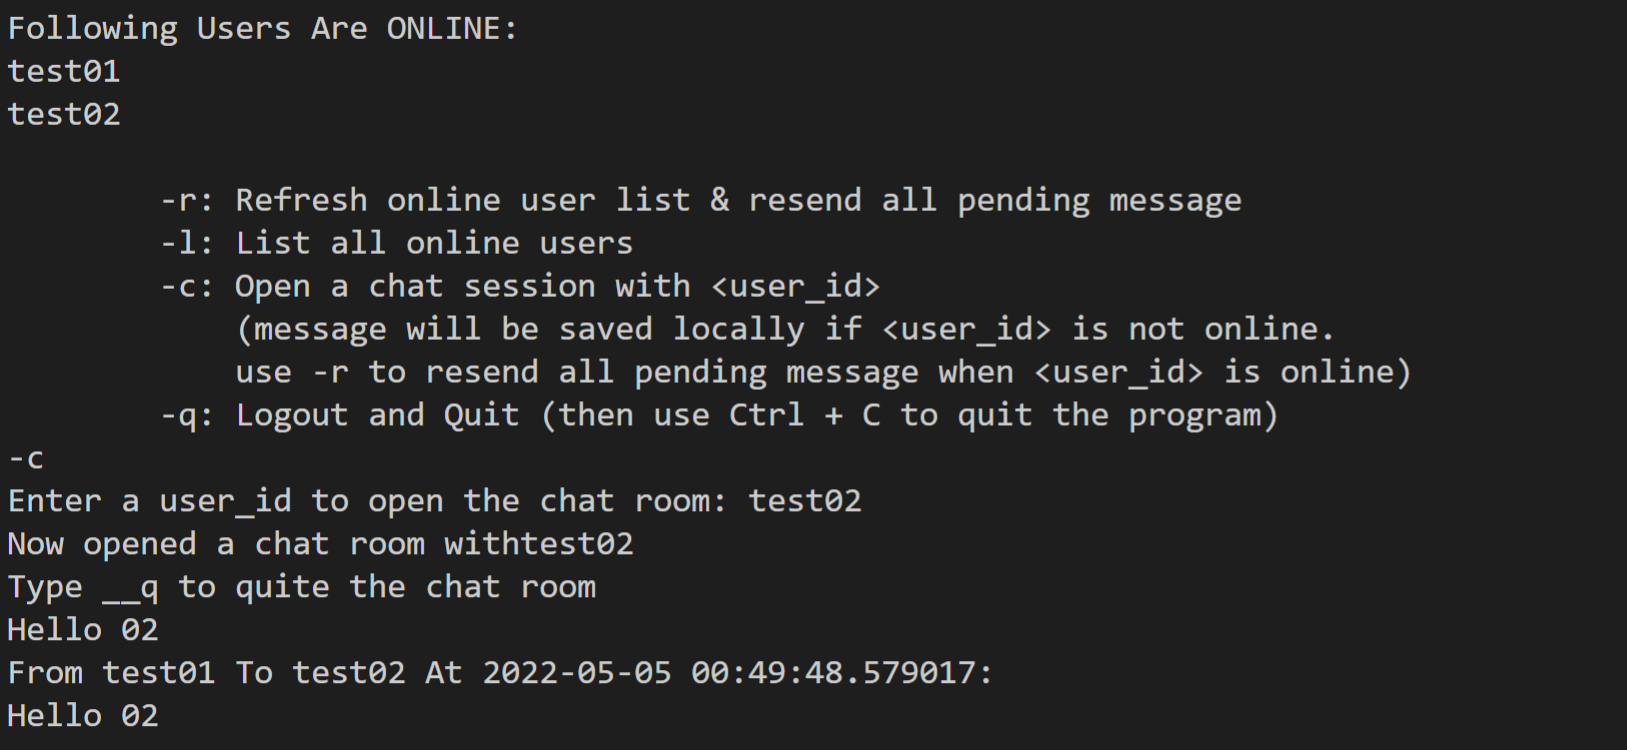 Following Users Are ONLINE:
test01
test02
-r: Refresh online user list & resend all pending message
-l: List all online users
-c: Open a chat session with <user_id>
(message will be saved locally if <user_id> is not online.
use -r to resend all pending message when <user_id> is online)
-q: Logout and Quit (then use Ctrl + C to quit the program)
-c
Enter a user_id to open the chat room: test02
Now opened a chat room withtest02
Type __q to quite the chat room
Hello 02
From test01 To test02 At 2022-05-05 00:49:48.579017:
Hello 02